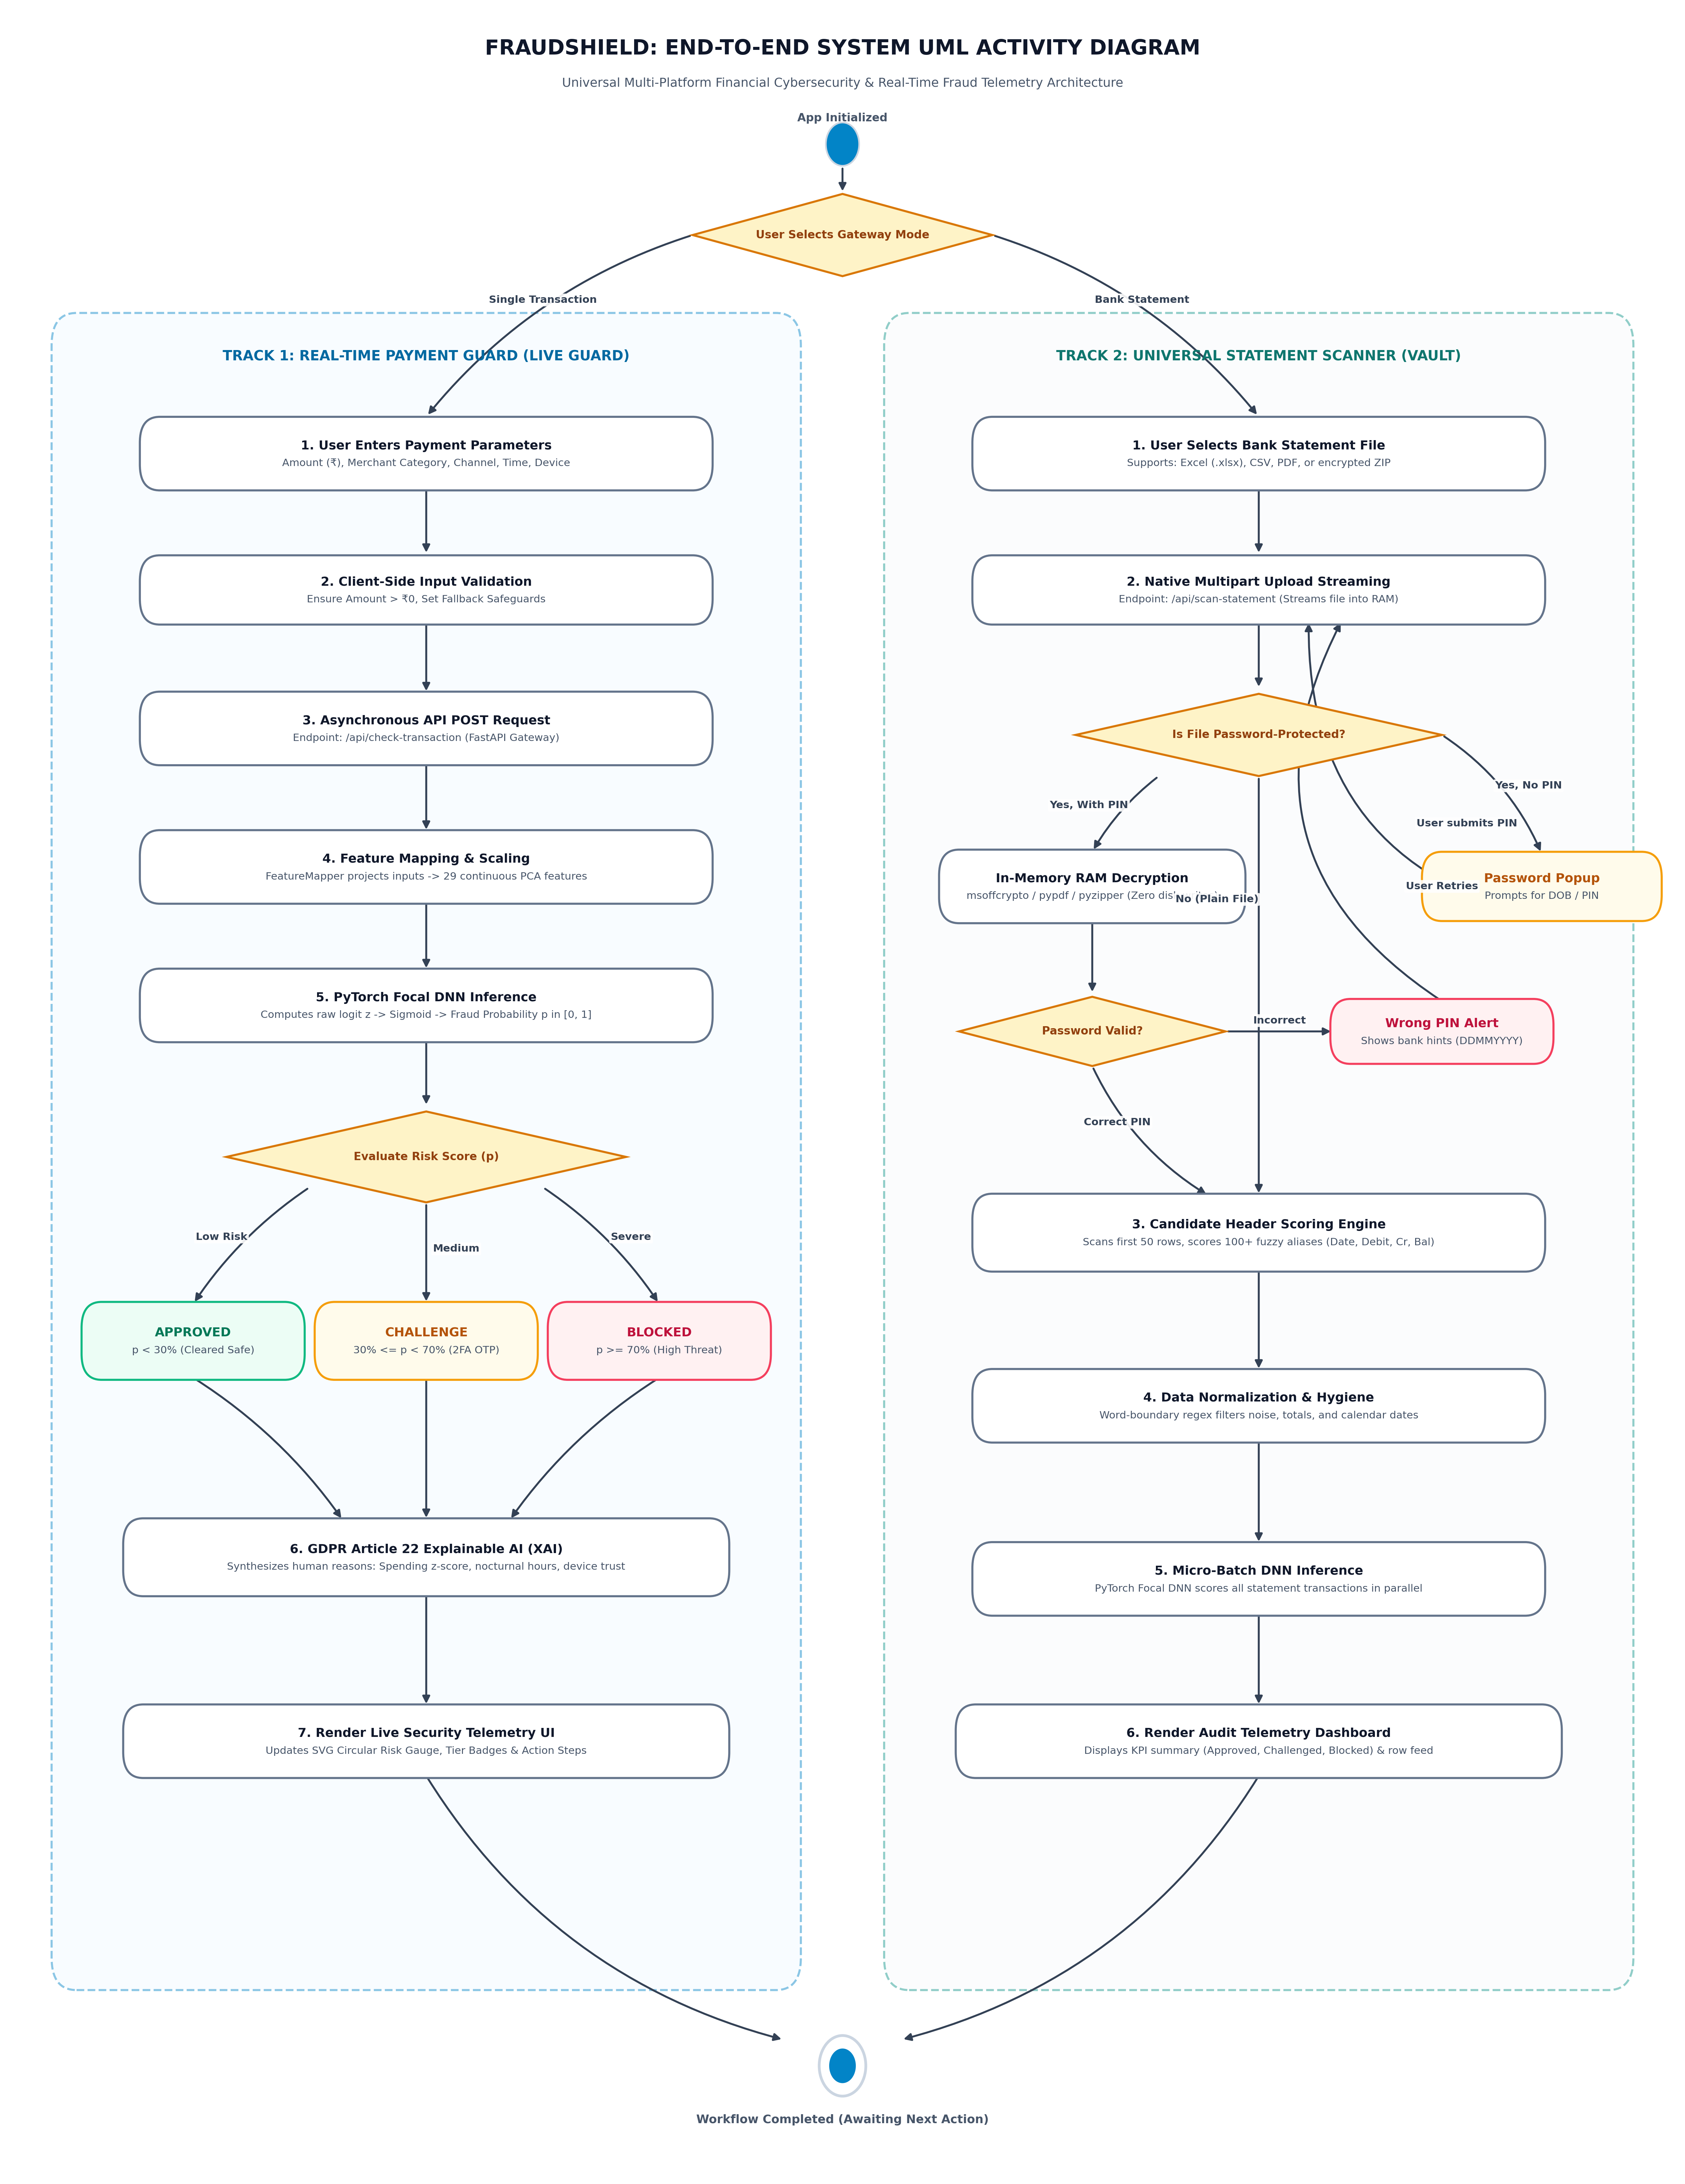 FRAUDSHIELD: END-TO-END SYSTEM UML ACTIVITY DIAGRAM
Universal Multi-Platform Financial Cybersecurity & Real-Time Fraud Telemetry Architecture
App Initialized
User Selects Gateway Mode
Single Transaction
Bank Statement
TRACK 1: REAL-TIME PAYMENT GUARD (LIVE GUARD)
1. User Enters Payment Parameters
Amount (₹), Merchant Category, Channel, Time, Device
2. Client-Side Input Validation
Ensure Amount > ₹0, Set Fallback Safeguards
3. Asynchronous API POST Request
Endpoint: /api/check-transaction (FastAPI Gateway)
4. Feature Mapping & Scaling
FeatureMapper projects inputs -> 29 continuous PCA features
5. PyTorch Focal DNN Inference
Computes raw logit z -> Sigmoid -> Fraud Probability p in [0, 1]
Evaluate Risk Score (p)
Low Risk
Medium
Severe
APPROVED
p < 30% (Cleared Safe)
CHALLENGE
30% <= p < 70% (2FA OTP)
BLOCKED
p >= 70% (High Threat)
6. GDPR Article 22 Explainable AI (XAI)
Synthesizes human reasons: Spending z-score, nocturnal hours, device trust
7. Render Live Security Telemetry UI
Updates SVG Circular Risk Gauge, Tier Badges & Action Steps
TRACK 2: UNIVERSAL STATEMENT SCANNER (VAULT)
1. User Selects Bank Statement File
Supports: Excel (.xlsx), CSV, PDF, or encrypted ZIP
2. Native Multipart Upload Streaming
Endpoint: /api/scan-statement (Streams file into RAM)
Is File Password-Protected?
Yes, With PIN
Yes, No PIN
User submits PIN
In-Memory RAM Decryption
msoffcrypto / pypdf / pyzipper (Zero
No (Plain File)
User Retries
Password Popup
Prompts for DOB / PIN
Password Valid?
Incorrect
Wrong PIN Alert
Shows bank hints (DDMMYYYY)
Correct PIN
3. Candidate Header Scoring Engine
Scans first 50 rows, scores 100+ fuzzy aliases (Date, Debit, Cr, Bal)
4. Data Normalization & Hygiene
Word-boundary regex filters noise, totals, and calendar dates
5. Micro-Batch DNN Inference
PyTorch Focal DNN scores all statement transactions in parallel
6. Render Audit Telemetry Dashboard
Displays KPI summary (Approved, Challenged, Blocked) & row feed
Workflow Completed (Awaiting Next Action)